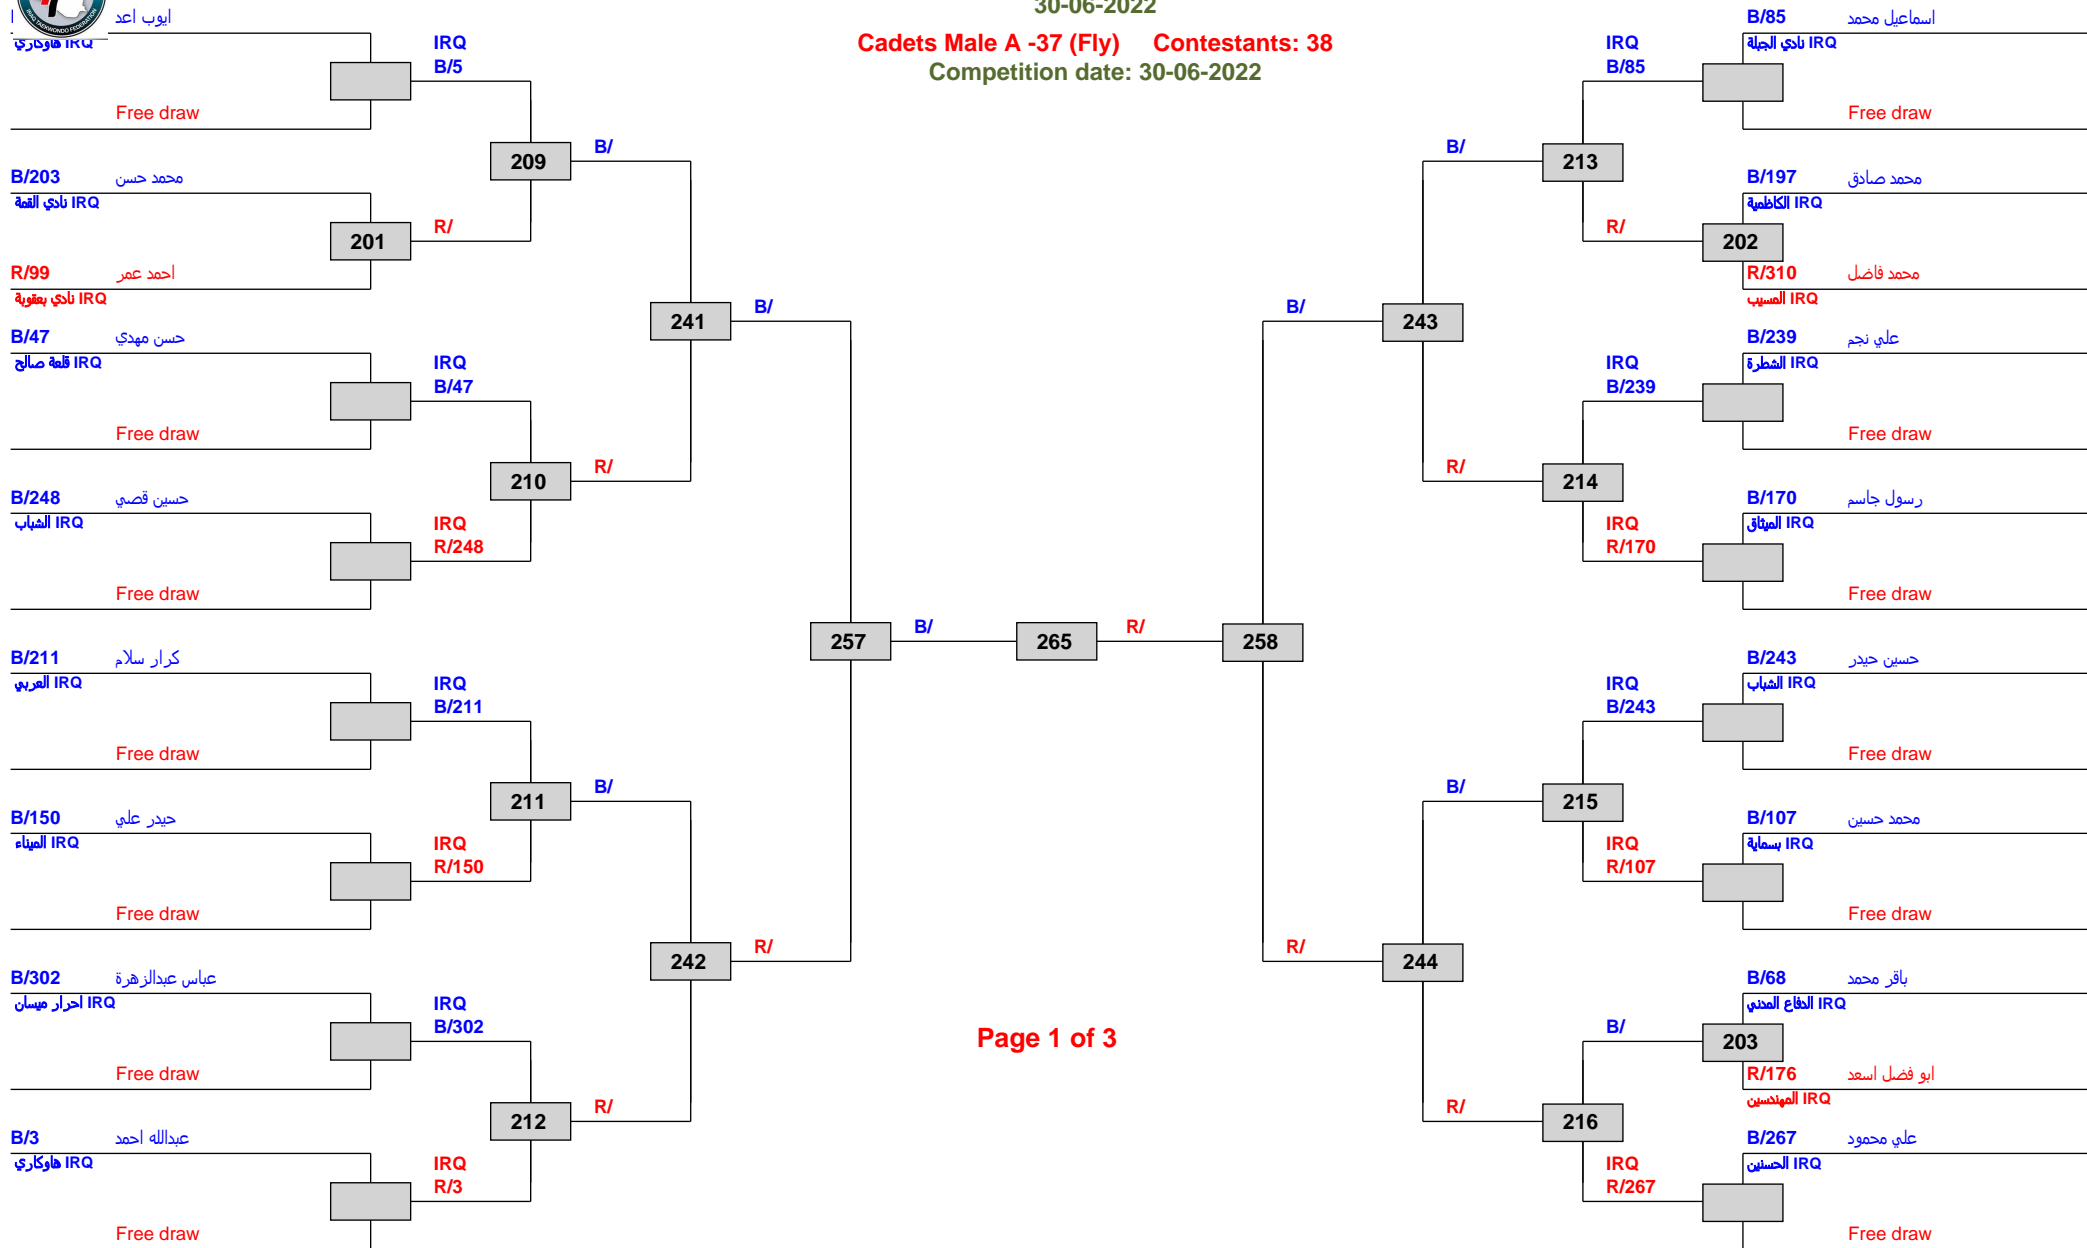 30-06-2022
Cadets Male A -37 (Fly) Contestants: 38
Competition date: 30-06-2022
ايوب اعد
IRQ هاوكاري
Free draw
IRQ
B/5
B/203 محمد حسن
IRQ نادي القمة
201
R/
R/99 احمد عمر
IRQ نادي بعقوبة
209
B/
B/47 حسن مهدي
IRQ قلعة صالح
Free draw
IRQ
B/47
B/248 حسين قصي
IRQ الشباب
Free draw
IRQ
R/248
210
R/
241
B/
B/211 كرار سلام
IRQ العربي
Free draw
IRQ
B/211
B/150 حيدر علي
IRQ الميناء
Free draw
IRQ
R/150
211
B/
B/302 عباس عبدالزهرة
IRQ احرار ميسان
Free draw
IRQ
B/302
B/3 عبدالله احمد
IRQ هاوكاري
Free draw
IRQ
R/3
212
R/
242
R/
257
B/
265
R/
258
B/85 اسماعيل محمد
IRQ نادي الجبلة
Free draw
IRQ
B/85
B/197 محمد صادق
IRQ الكاظمية
202
R/
R/310 محمد فاضل
IRQ المسيب
213
B/
B/239 علي نجم
IRQ الشطرة
Free draw
IRQ
B/239
B/170 رسول جاسم
IRQ الميثاق
Free draw
IRQ
R/170
214
R/
243
B/
B/243 حسين حيدر
IRQ الشباب
Free draw
IRQ
B/243
B/107 محمد حسين
IRQ بسماية
Free draw
IRQ
R/107
215
B/
B/68 باقر محمد
IRQ الدفاع المدني
203
B/
R/176 ابو فضل اسعد
IRQ المهندسين
B/267 علي محمود
IRQ الحسنين
Free draw
IRQ
R/267
216
R/
244
R/
Page 1 of 3